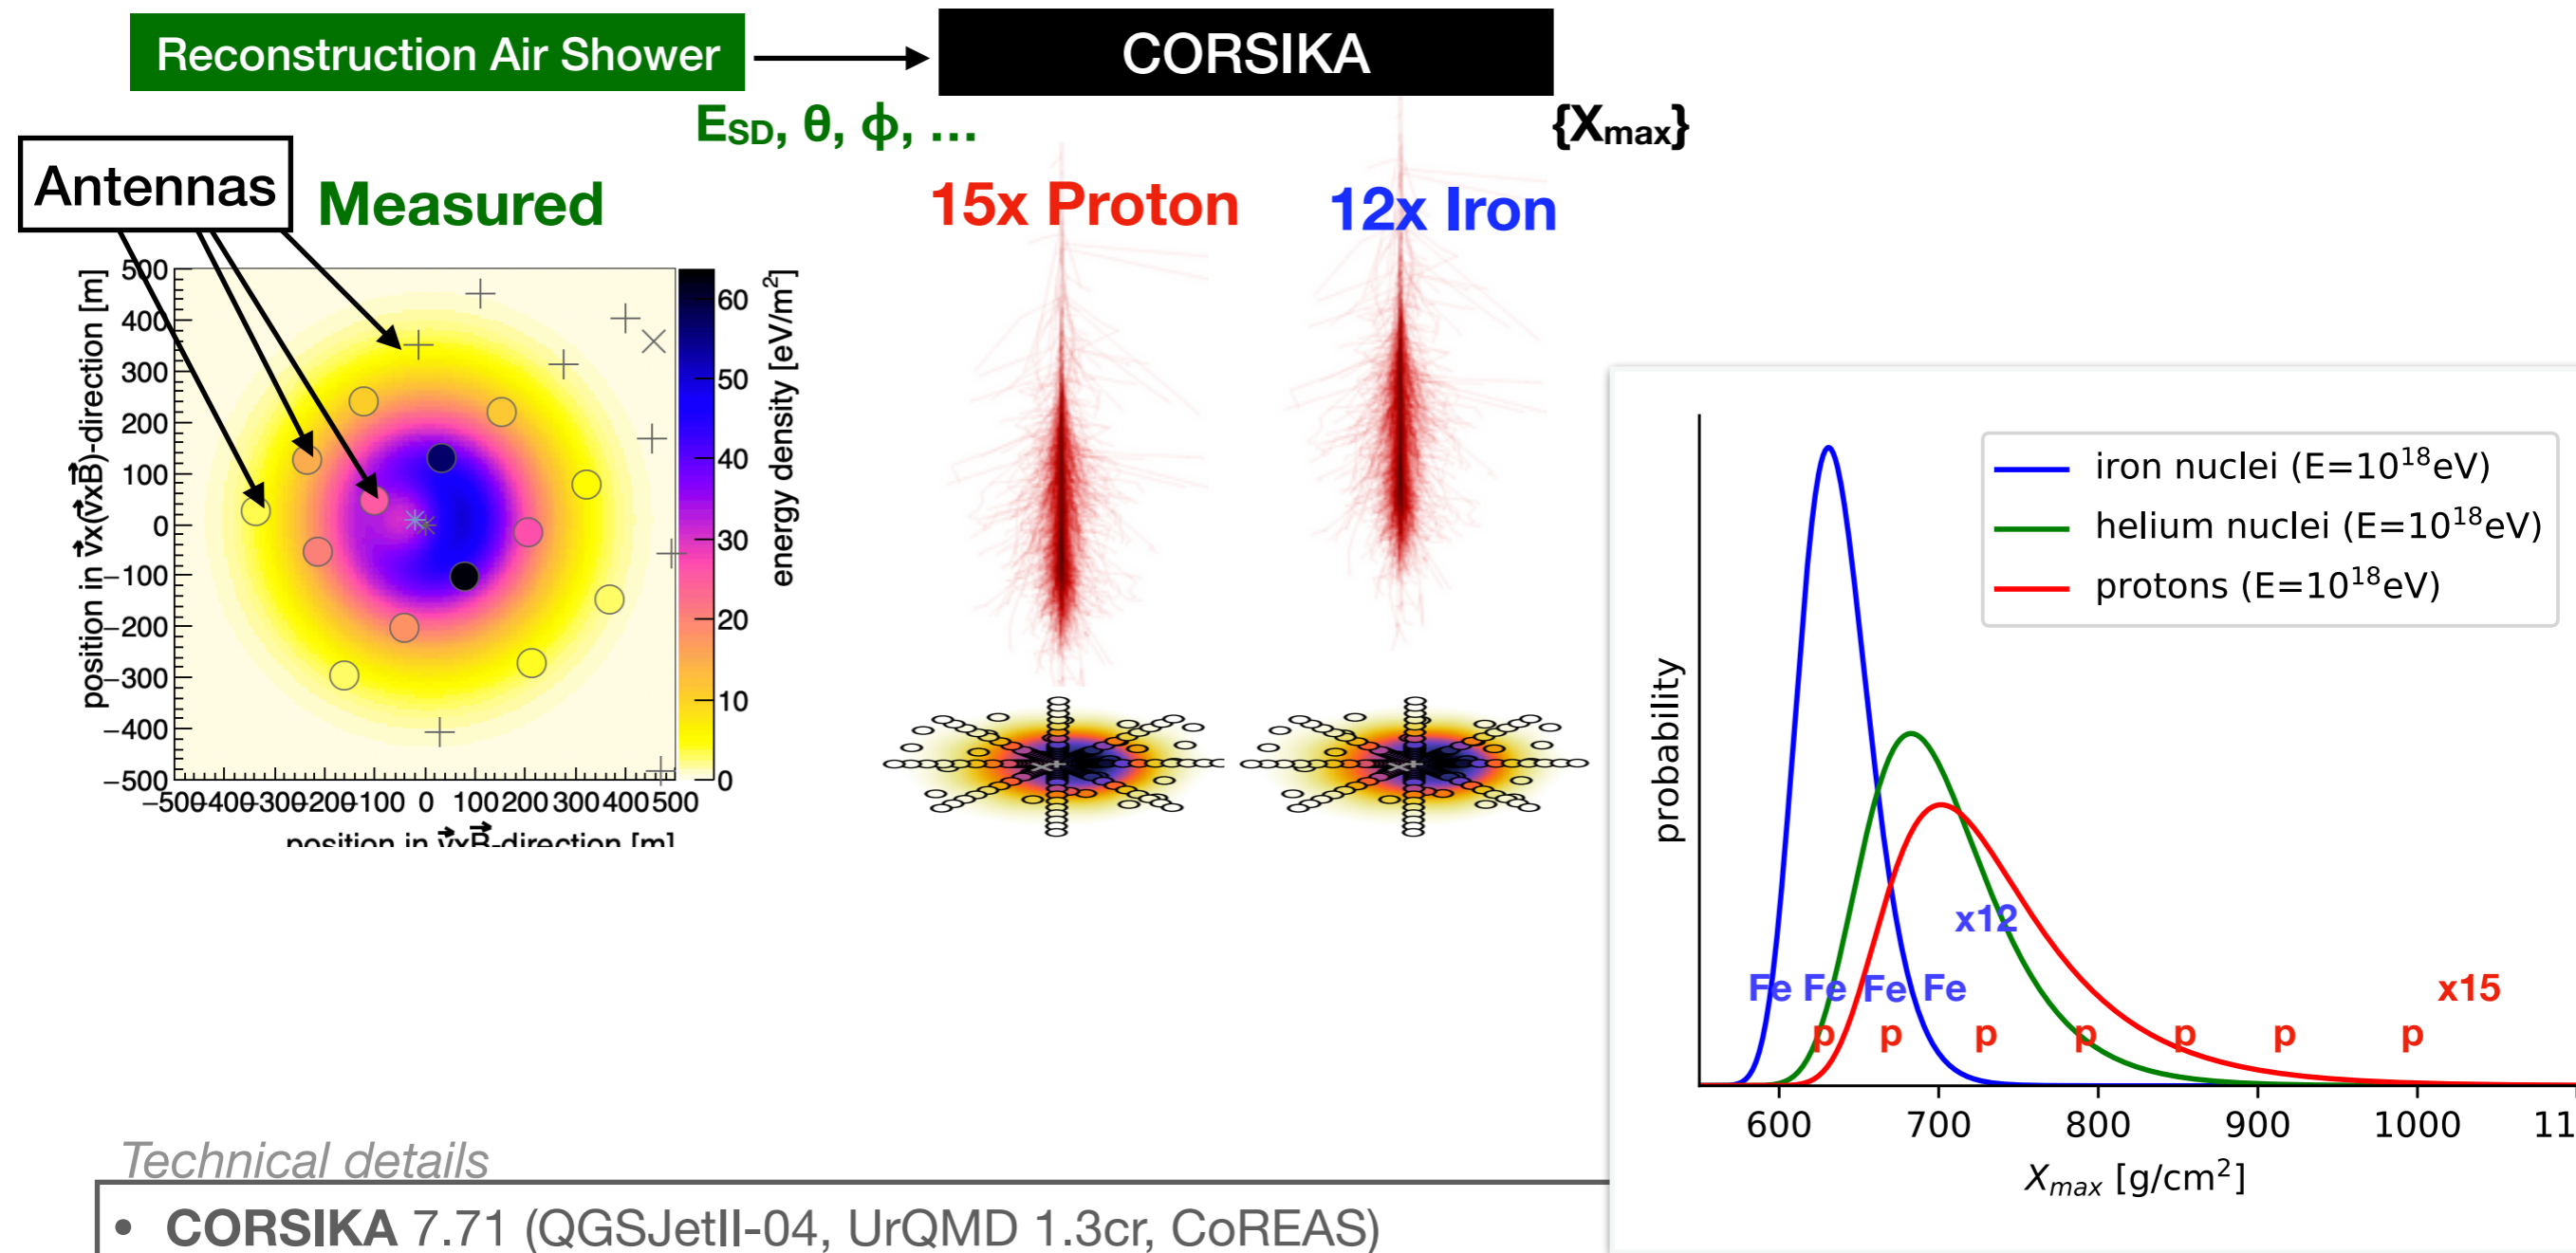 Reconstruction Air Shower
CORSIKA
E_SD, θ, ϕ, ...
{X_max}
Antennas
Measured
15x Proton
12x Iron
position in v⃗x(v⃗xB⃗)-direction [m]
500
400
300
200
100
0
−100
−200
−300
−400
−500
−500 −400 −300 −200 −100 0 100 200 300 400 500
position in v⃗xB⃗-direction [m]
60
50
40
30
20
10
0
energy density [eV/m²]
iron nuclei (E=10¹⁸eV)
helium nuclei (E=10¹⁸eV)
protons (E=10¹⁸eV)
probability
x12
Fe Fe Fe Fe
x15
p p p p p p p
600 700 800 900 1000 11
X_max [g/cm²]
Technical details
• CORSIKA 7.71 (QGSJetII-04, UrQMD 1.3cr, CoREAS)